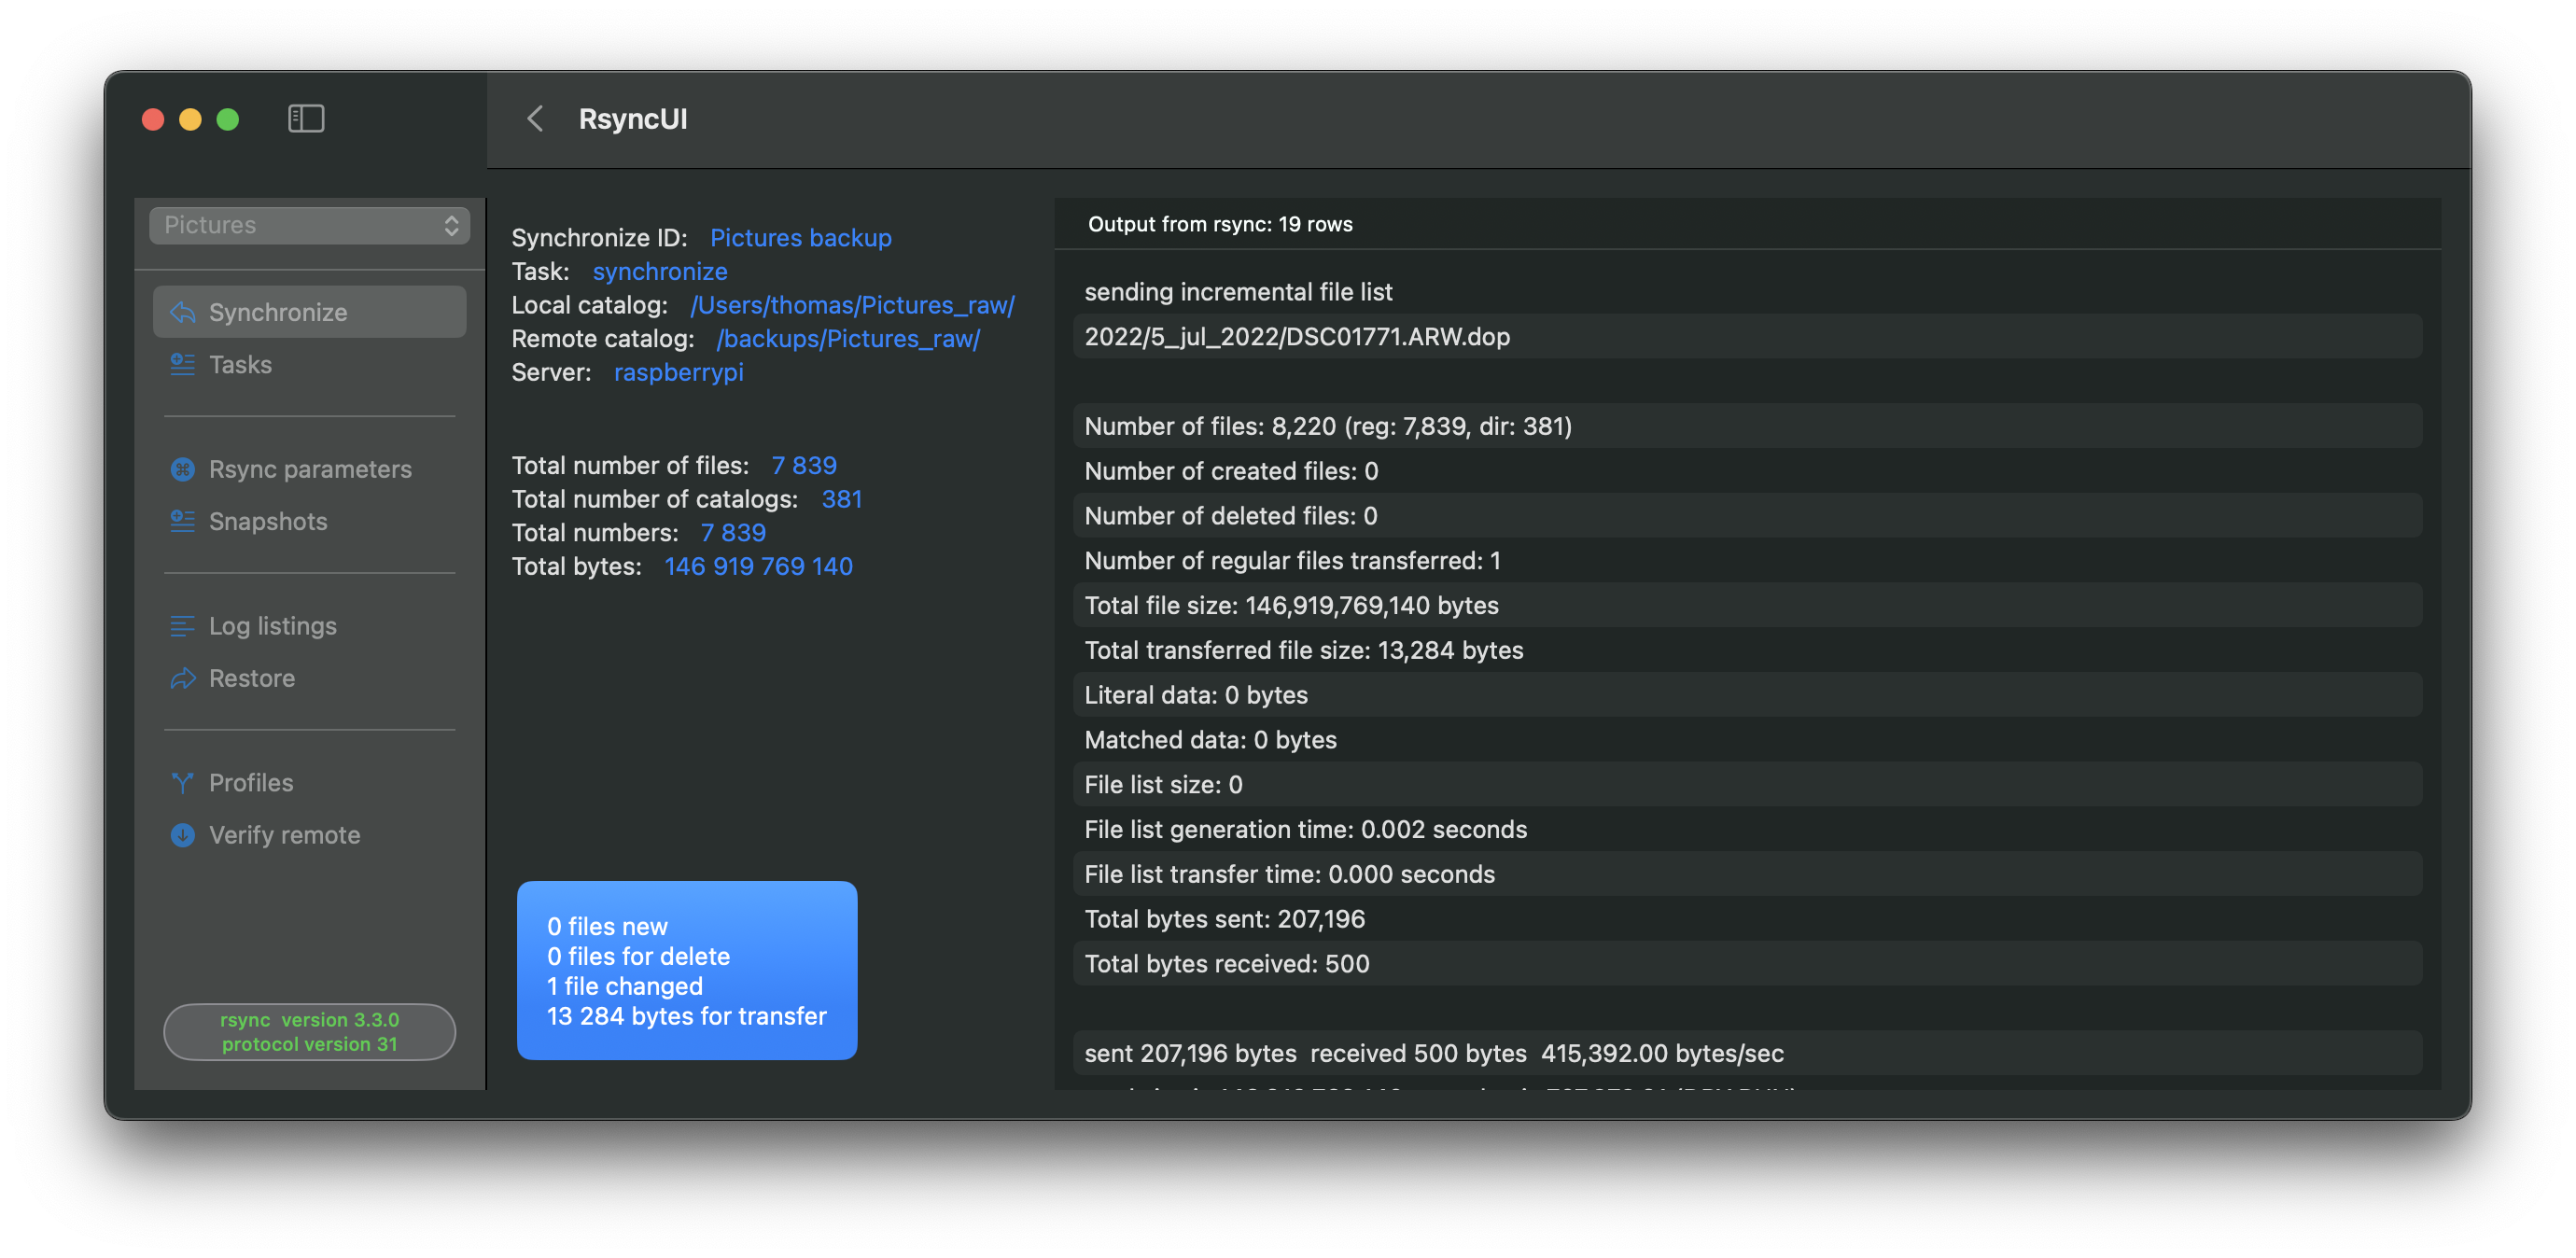 RsyncUI
Pictures
Synchronize
Tasks
Rsync parameters
Snapshots
Log listings
Restore
Profiles
Verify remote
rsync  version 3.3.0
protocol version 31
Synchronize ID: Pictures backup
Task: synchronize
Local catalog: /Users/thomas/Pictures_raw/
Remote catalog: /backups/Pictures_raw/
Server: raspberrypi
Total number of files: 7 839
Total number of catalogs: 381
Total numbers: 7 839
Total bytes: 146 919 769 140
0 files new
0 files for delete
1 file changed
13 284 bytes for transfer
Output from rsync: 19 rows
sending incremental file list
2022/5_jul_2022/DSC01771.ARW.dop
Number of files: 8,220 (reg: 7,839, dir: 381)
Number of created files: 0
Number of deleted files: 0
Number of regular files transferred: 1
Total file size: 146,919,769,140 bytes
Total transferred file size: 13,284 bytes
Literal data: 0 bytes
Matched data: 0 bytes
File list size: 0
File list generation time: 0.002 seconds
File list transfer time: 0.000 seconds
Total bytes sent: 207,196
Total bytes received: 500
sent 207,196 bytes  received 500 bytes  415,392.00 bytes/sec